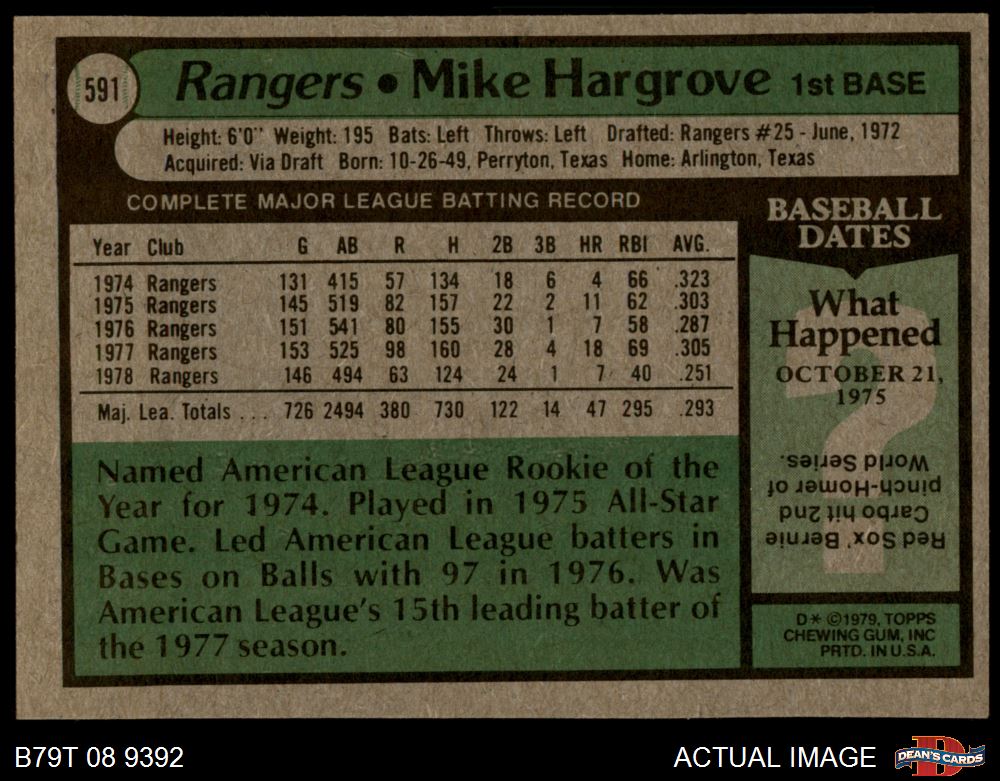 591
Rangers • Mike Hargrove 1st BASE
Height: 6'0" Weight: 195 Bats: Left Throws: Left Drafted: Rangers #25 - June, 1972
Acquired: Via Draft Born: 10-26-49, Perryton, Texas Home: Arlington, Texas
COMPLETE MAJOR LEAGUE BATTING RECORD
Year Club G AB R H 2B 3B HR RBI AVG.
1974 Rangers 131 415 57 134 18 6 4 66 .323
1975 Rangers 145 519 82 157 22 2 11 62 .303
1976 Rangers 151 541 80 155 30 1 7 58 .287
1977 Rangers 153 525 98 160 28 4 18 69 .305
1978 Rangers 146 494 63 124 24 1 7 40 .251
Maj. Lea. Totals . . . 726 2494 380 730 122 14 47 295 .293
Named American League Rookie of the
Year for 1974. Played in 1975 All-Star
Game. Led American League batters in
Bases on Balls with 97 in 1976. Was
American League's 15th leading batter of
the 1977 season.
BASEBALL
DATES
What
Happened
OCTOBER 21,
1975
?
Red Sox' Bernie
Carbo hit 2nd
pinch-Homer of
World Series.
D* ©1979, TOPPS
CHEWING GUM, INC
PRTD. IN U.S.A.
B79T 08 9392
ACTUAL IMAGE
D
DEAN'S CARDS